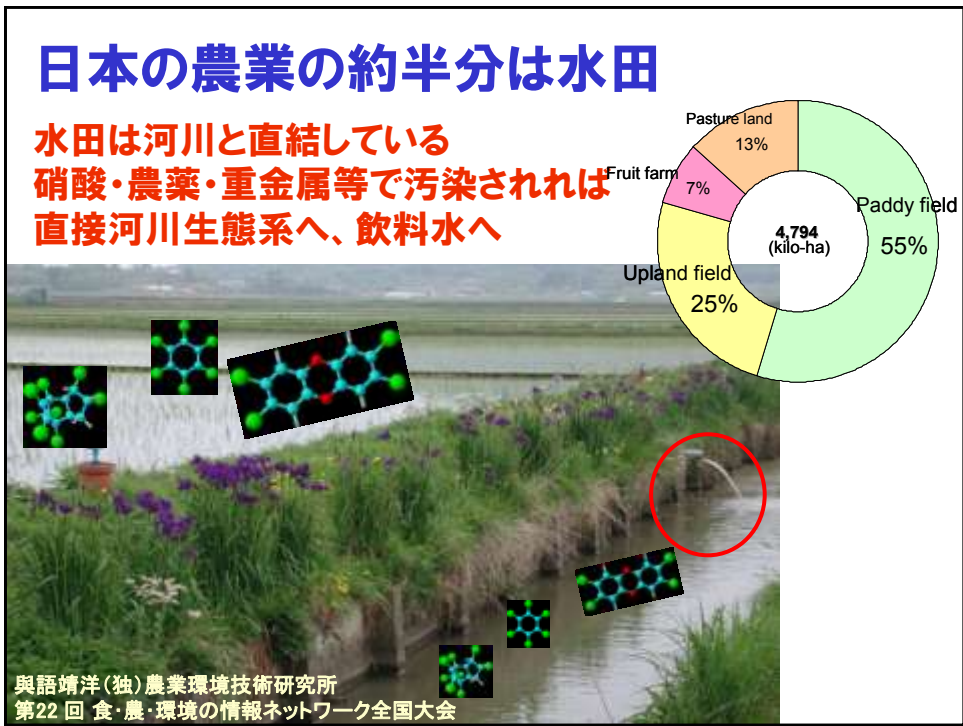 日本の農業の約半分は水田
水田は河川と直結している
硝酸・農薬・重金属等で汚染されれば
直接河川生態系へ、飲料水へ
Pasture land
13%
Fruit farm
7%
Paddy field
55%
4,794
(kilo-ha)
Upland field
25%
與語靖洋(独)農業環境技術研究所
第22 回 食・農・環境の情報ネットワーク全国大会